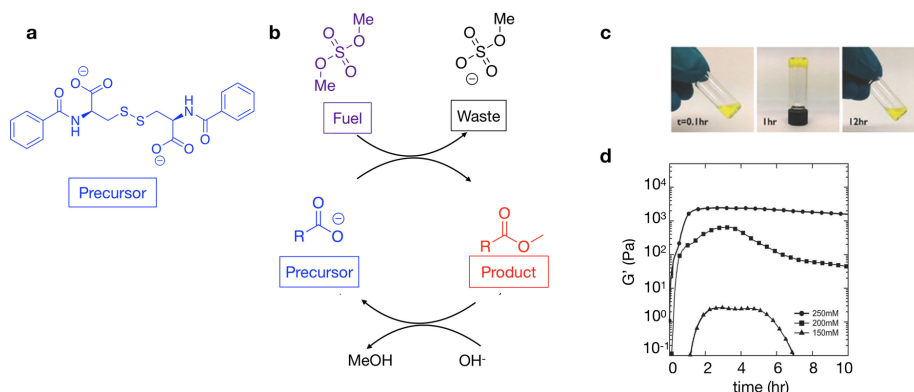 a
b
c
Me
Me
O
O
S
O
O
O
O
S
O
O
Me
⊖
⊖
O
O
O
N
H
S
S
H
N
O
O
O
⊖
Precursor
Fuel
Waste
t=0.1hr
1hr
12hr
d
R
O
O
⊖
Precursor
R
O
O
Product
MeOH
OH-
G' (Pa)
10⁴
10³
10²
10¹
10⁰
10⁻¹
250mM
200mM
150mM
0 2 4 6 8 10
time (hr)